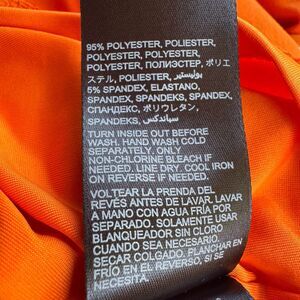 95% POLYESTER, POLIESTER,
POLYESTER, POLYESTER,
POLYESTER, ПОЛИЭСТЕР, ポリエ
ステル, POLIESTER, بوليستير
5% SPANDEX, ELASTANO,
SPANDEX, SPANDEKS, SPANDEX,
СПАНДЕКС, ポリウレタン,
SPANDEKS, سباندكس
TURN INSIDE OUT BEFORE
WASH. HAND WASH COLD
SEPARATELY. ONLY
NON-CHLORINE BLEACH IF
NEEDED. LINE DRY. COOL IRON
ON REVERSE IF NEEDED.
VOLTEAR LA PRENDA DEL
REVÉS ANTES DE LAVAR. LAVAR
A MANO CON AGUA FRÍA POR
SEPARADO. SOLAMENTE USAR
BLANQUEADOR SIN CLORO
CUANDO SEA NECESARIO.
SECAR COLGADO. PLANCHAR EN
FRÍO EN EL REVERSO, SI ES
NECESARIO.